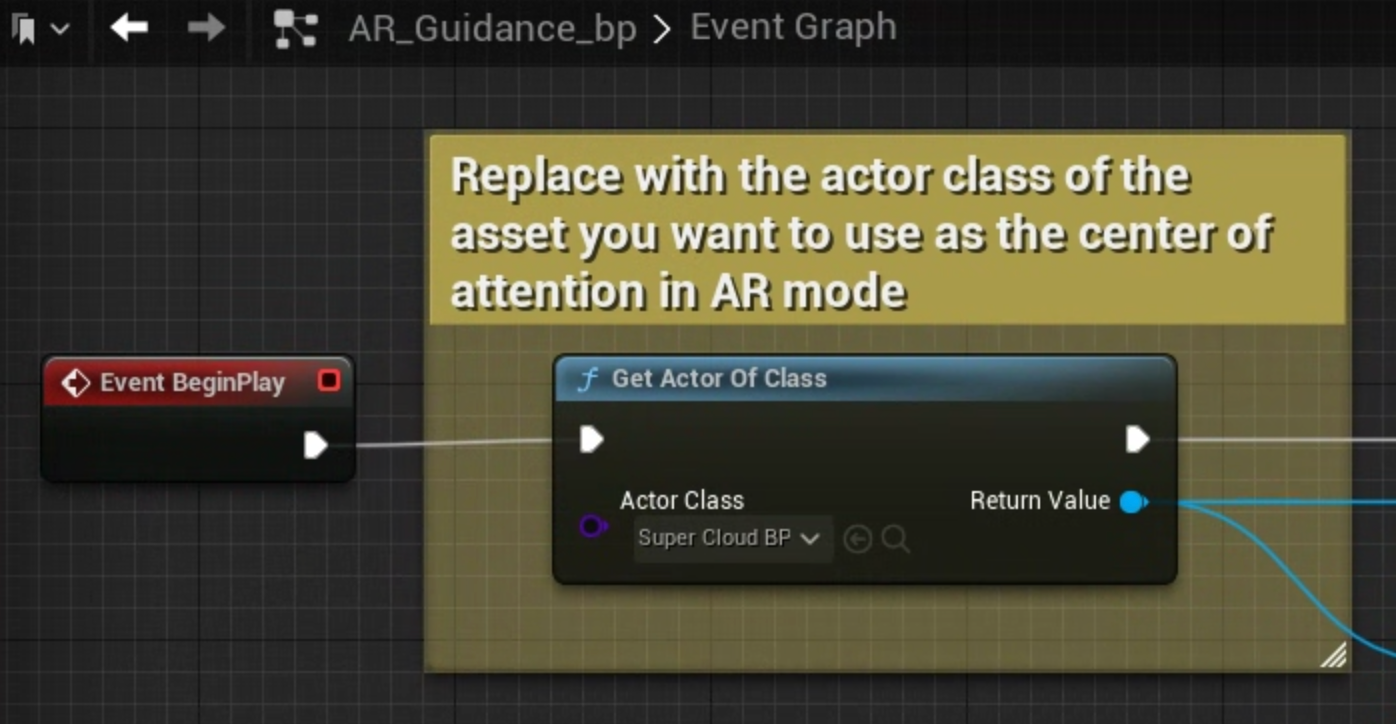 AR_Guidance_bp > Event Graph
Replace with the actor class of the
asset you want to use as the center of
attention in AR mode
Event BeginPlay
f Get Actor Of Class
Actor Class
Return Value
Super Cloud BP